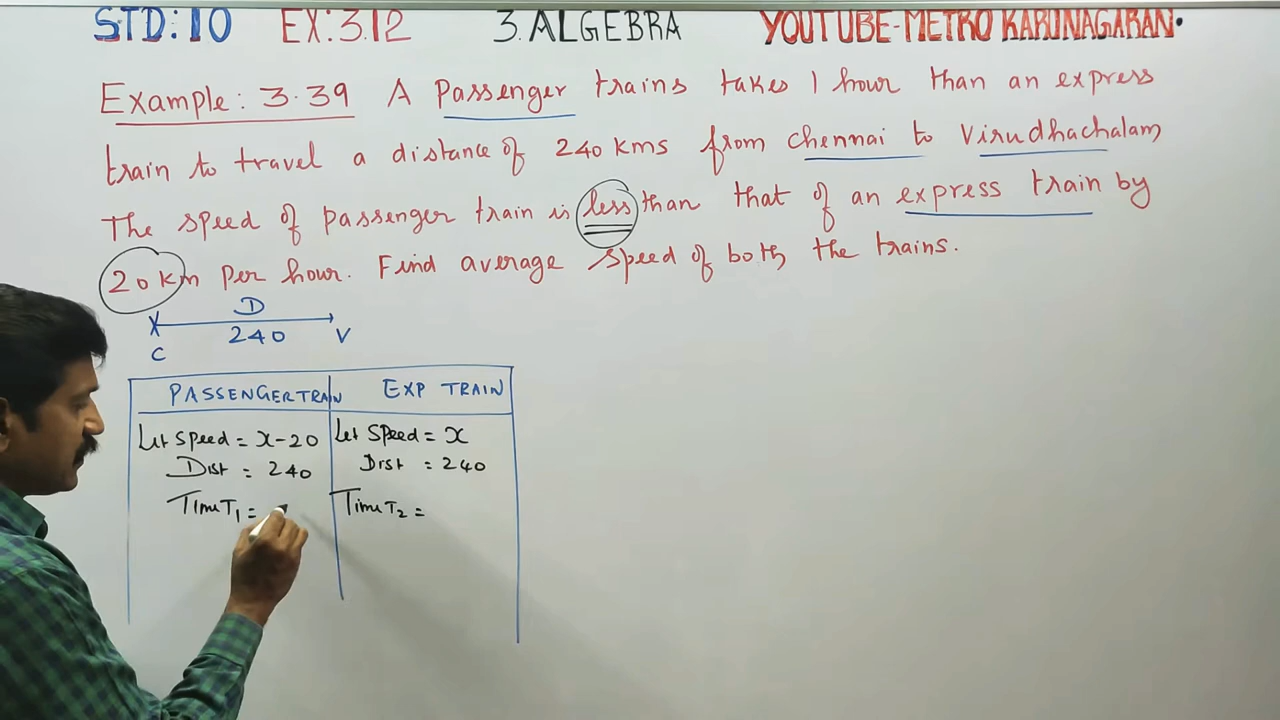 STD: 10 EX: 3.12 3. ALGEBRA YOUTUBE-METRO KARUNAGARAN.
Example: 3.39 A Passenger trains takes 1 hour than an express
train to travel a distance of 240 kms from chennai to Virudhachalam,
The speed of passenger train is less than that of an express train by
20 km per hour. Find average speed of both the trains.
D
240
C V
PASSENGER TRAIN EXP TRAIN
Let Speed = x-20 Let Speed = x
Dist = 240 Dist = 240
Time T1 = Time T2 =